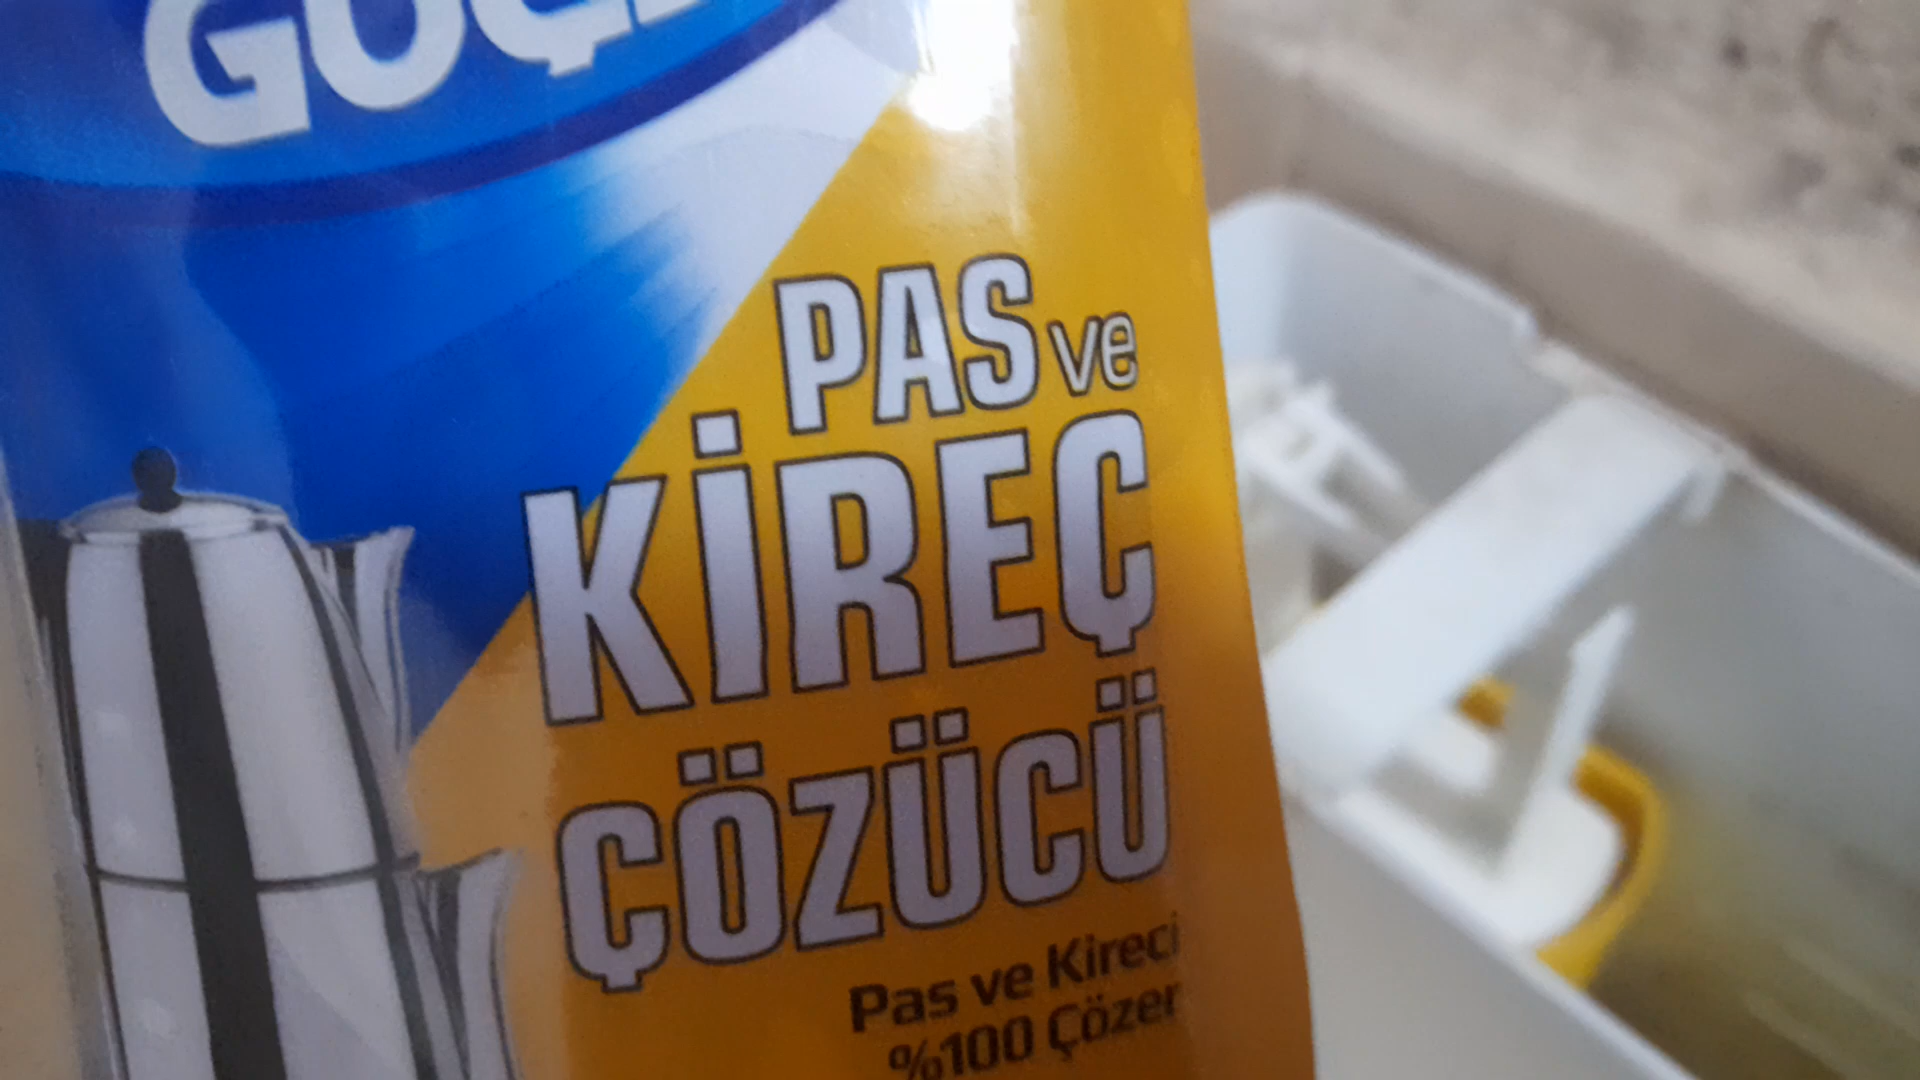 PAS ve
KİREÇ
ÇÖZÜCÜ
Pas ve Kireci
%100 Çözer